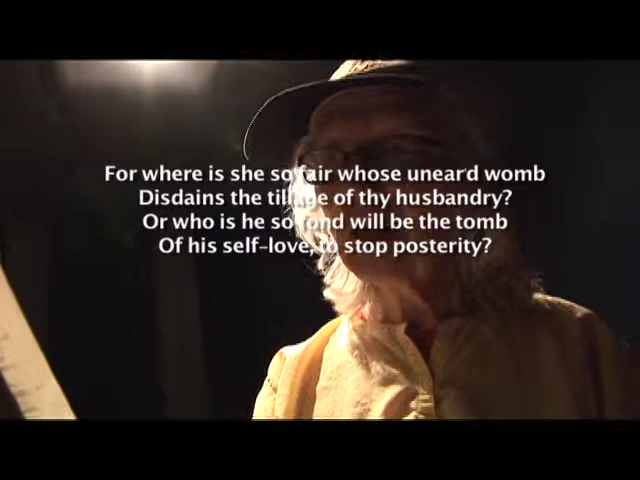 For where is she so fair whose uneard womb
Disdains the tillage of thy husbandry?
Or who is he so fond will be the tomb
Of his self-love, to stop posterity?